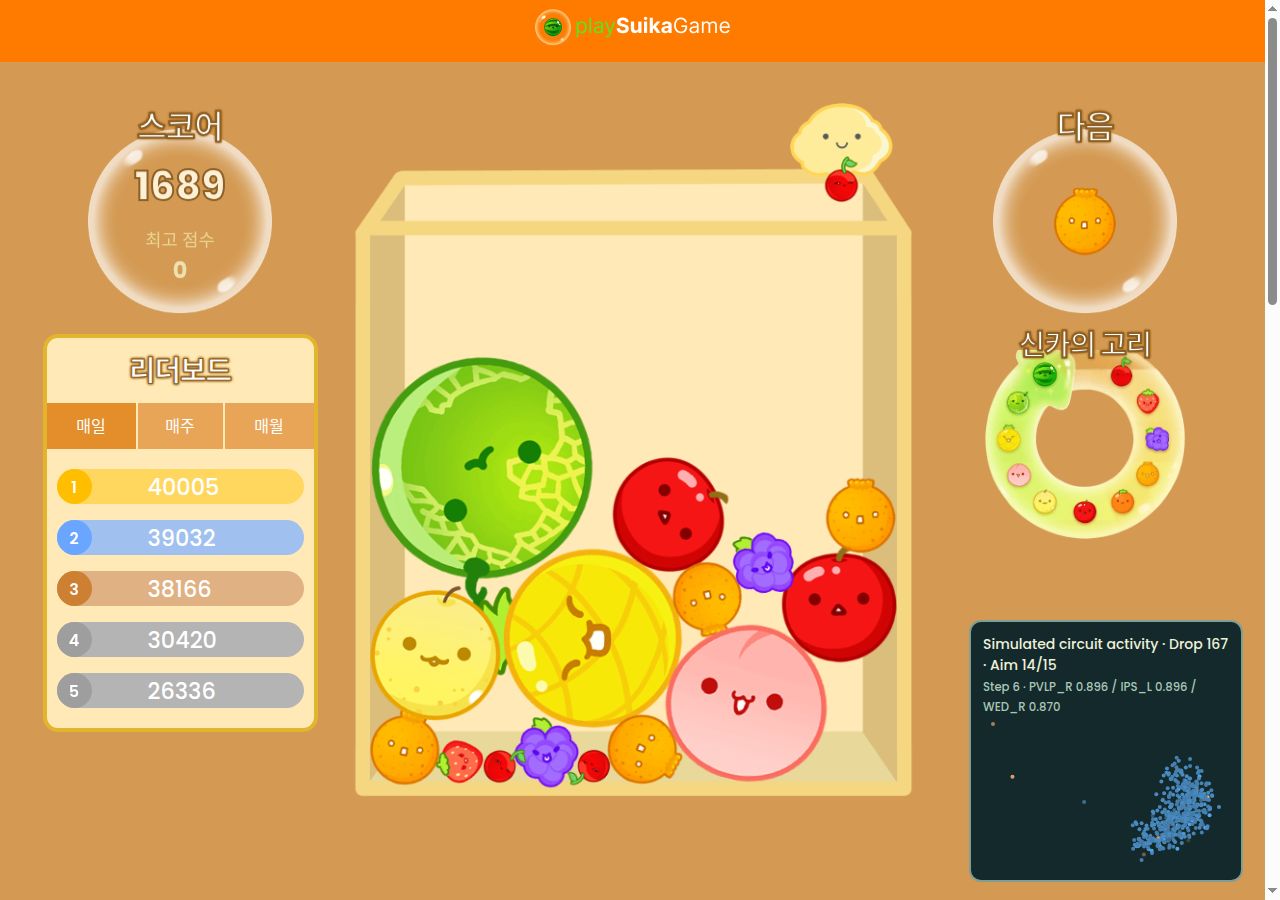 playSuikaGame
스코어
1689
최고 점수
0
리더보드
매일 매주 매월
1 40005
2 39032
3 38166
4 30420
5 26336
다음
신카의 고리
Simulated circuit activity · Drop 167
· Aim 14/15
Step 6 · PVLP_R 0.896 / IPS_L 0.896 /
WED_R 0.870